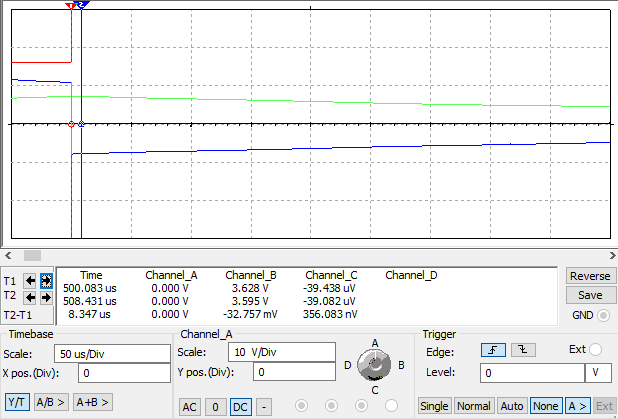 1 2
T1
T2
T2-T1
Time Channel_A Channel_B Channel_C Channel_D
500.083 us 0.000 V 3.628 V -39.438 uV
508.431 us 0.000 V 3.595 V -39.082 uV
8.347 us 0.000 V -32.757 mV 356.083 nV
Reverse
Save
GND
Timebase
Scale: 50 us/Div
X pos.(Div): 0
Y/T A/B > A+B >
Channel_A
Scale: 10 V/Div
Y pos.(Div): 0
AC 0 DC -
A
D B
C
Trigger
Edge: Ext
Level: 0 V
Single Normal Auto None A > Ext